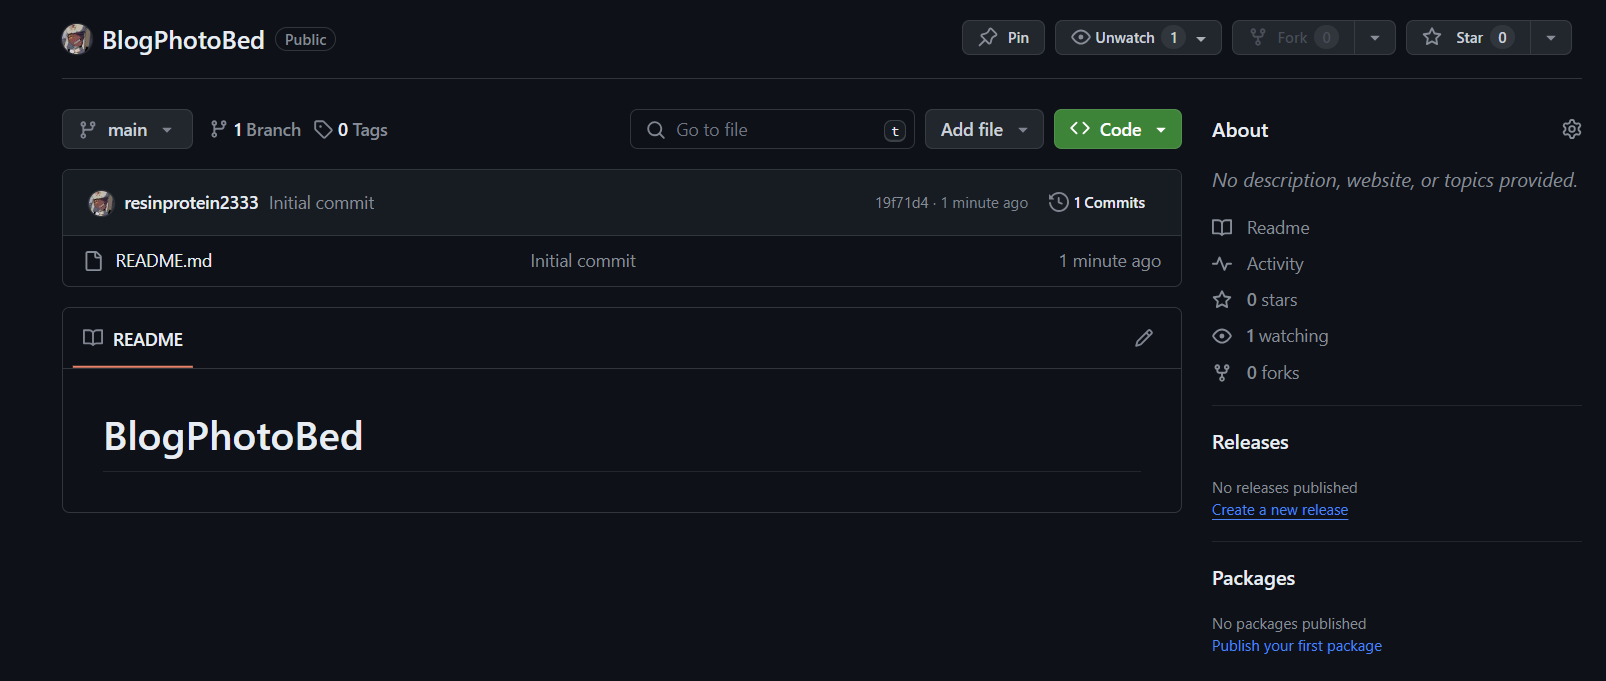 BlogPhotoBed Public Pin Unwatch 1 Fork 0 Star 0
main 1 Branch 0 Tags Go to file t Add file Code
resinprotein2333 Initial commit 19f71d4 · 1 minute ago 1 Commits
README.md Initial commit 1 minute ago
README
BlogPhotoBed
About
No description, website, or topics provided.
Readme
Activity
0 stars
1 watching
0 forks
Releases
No releases published
Create a new release
Packages
No packages published
Publish your first package